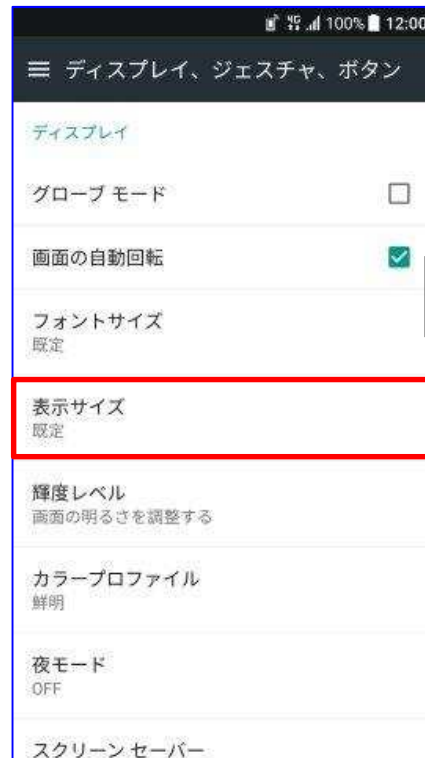 100% 12:00
ディスプレイ、ジェスチャ、ボタン
ディスプレイ
グローブ モード
画面の自動回転
フォントサイズ
既定
表示サイズ
既定
輝度レベル
画面の明るさを調整する
カラープロファイル
鮮明
夜モード
OFF
スクリーン セーバー